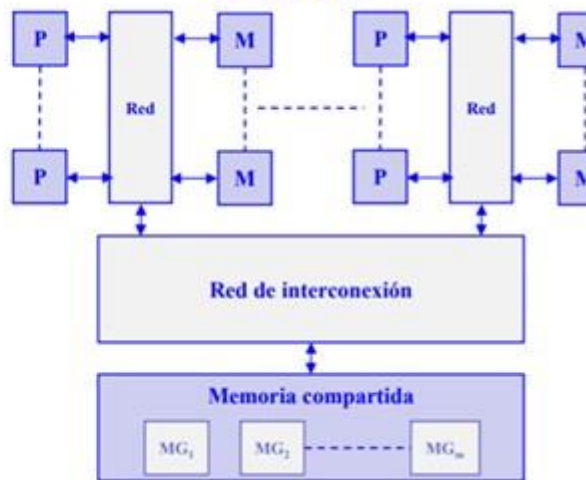 P M P M
Red Red
P M P M
Red de interconexión
Memoria compartida
MG₁ MG₂ MGₘ